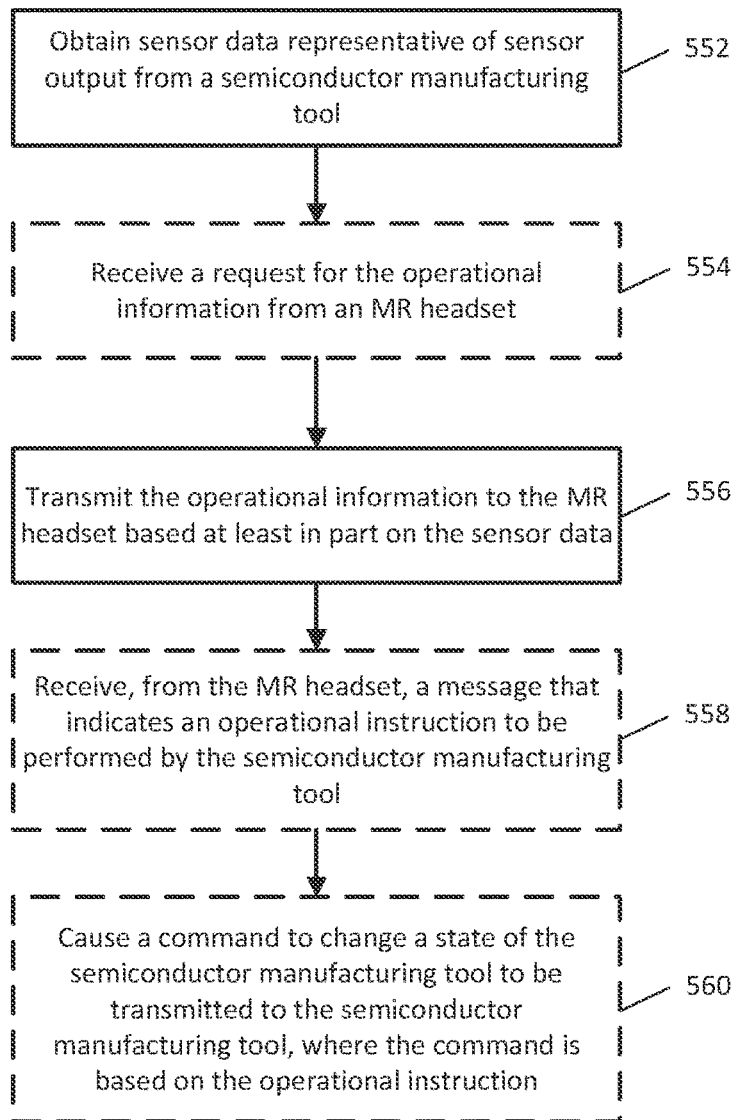 Obtain sensor data representative of sensor
output from a semiconductor manufacturing
tool
552
Receive a request for the operational
information from an MR headset
554
Transmit the operational information to the MR
headset based at least in part on the sensor data
556
Receive, from the MR headset, a message that
indicates an operational instruction to be
performed by the semiconductor manufacturing
tool
558
Cause a command to change a state of the
semiconductor manufacturing tool to be
transmitted to the semiconductor
manufacturing tool, where the command is
based on the operational instruction
560